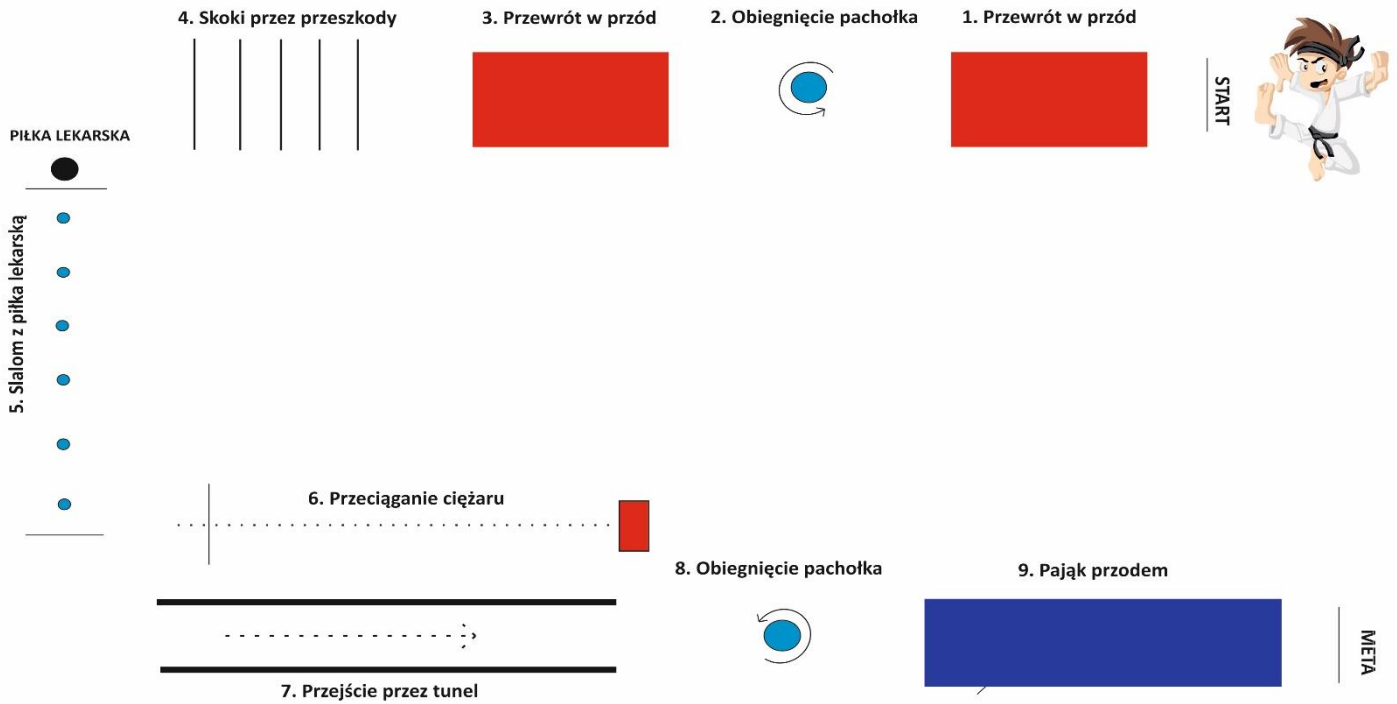 4. Skoki przez przeszkody
3. Przewrót w przód
2. Obiegnięcie pachołka
1. Przewrót w przód
START
PIŁKA LEKARSKA
5. Slalom z piłka lekarską
6. Przeciąganie ciężaru
8. Obiegnięcie pachołka
9. Pająk przodem
META
7. Przejście przez tunel